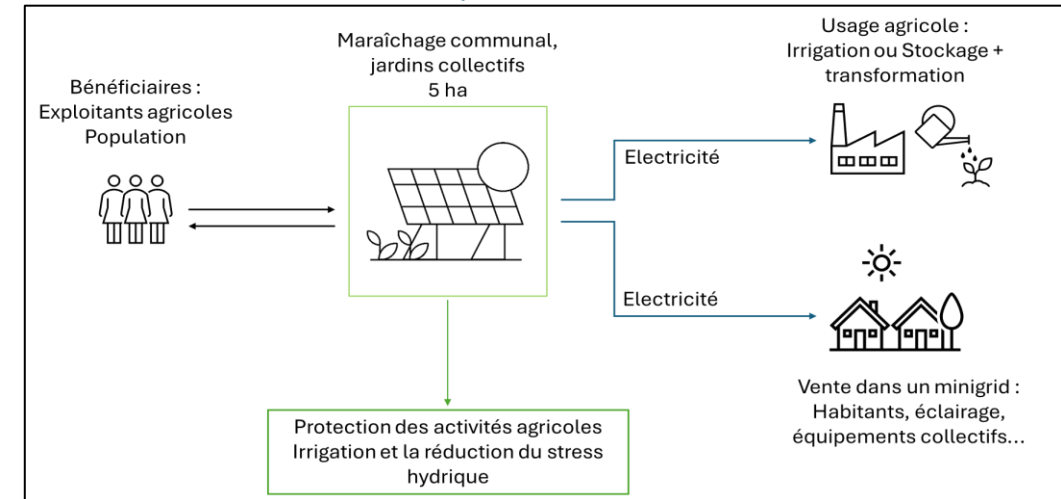 Bénéficiaires :
Exploitants agricoles
Population
Maraîchage communal,
jardins collectifs
5 ha
Usage agricole :
Irrigation ou Stockage +
transformation
Electricité
Electricité
Vente dans un minigrid :
Habitants, éclairage,
équipements collectifs...
Protection des activités agricoles
Irrigation et la réduction du stress
hydrique